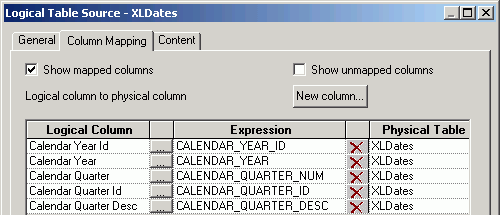 Logical Table Source - XLDates
General Column Mapping Content
Show mapped columns Show unmapped columns
Logical column to physical column New column...
Logical Column Expression Physical Table
Calendar Year Id ... CALENDAR_YEAR_ID XLDates
Calendar Year ... CALENDAR_YEAR XLDates
Calendar Quarter ... CALENDAR_QUARTER_NUM XLDates
Calendar Quarter Id ... CALENDAR_QUARTER_ID XLDates
Calendar Quarter Desc ... CALENDAR_QUARTER_DESC XLDates